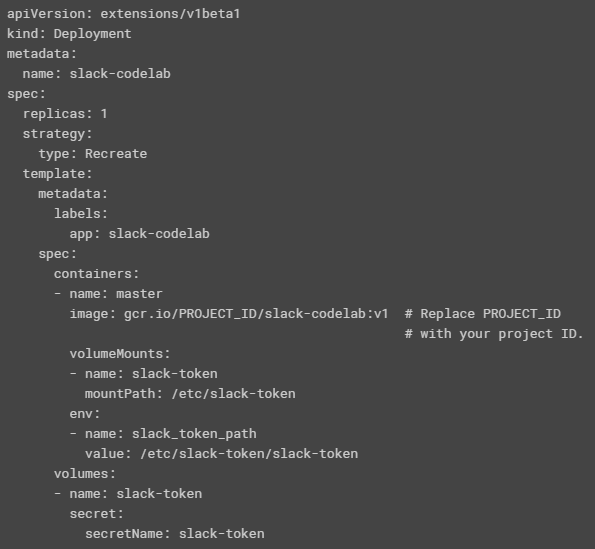 apiVersion: extensions/v1beta1
kind: Deployment
metadata:
  name: slack-codelab
spec:
  replicas: 1
  strategy:
    type: Recreate
  template:
    metadata:
      labels:
        app: slack-codelab
    spec:
      containers:
      - name: master
        image: gcr.io/PROJECT_ID/slack-codelab:v1  # Replace PROJECT_ID
                                                   # with your project ID.
        volumeMounts:
        - name: slack-token
          mountPath: /etc/slack-token
        env:
        - name: slack_token_path
          value: /etc/slack-token/slack-token
      volumes:
      - name: slack-token
        secret:
          secretName: slack-token